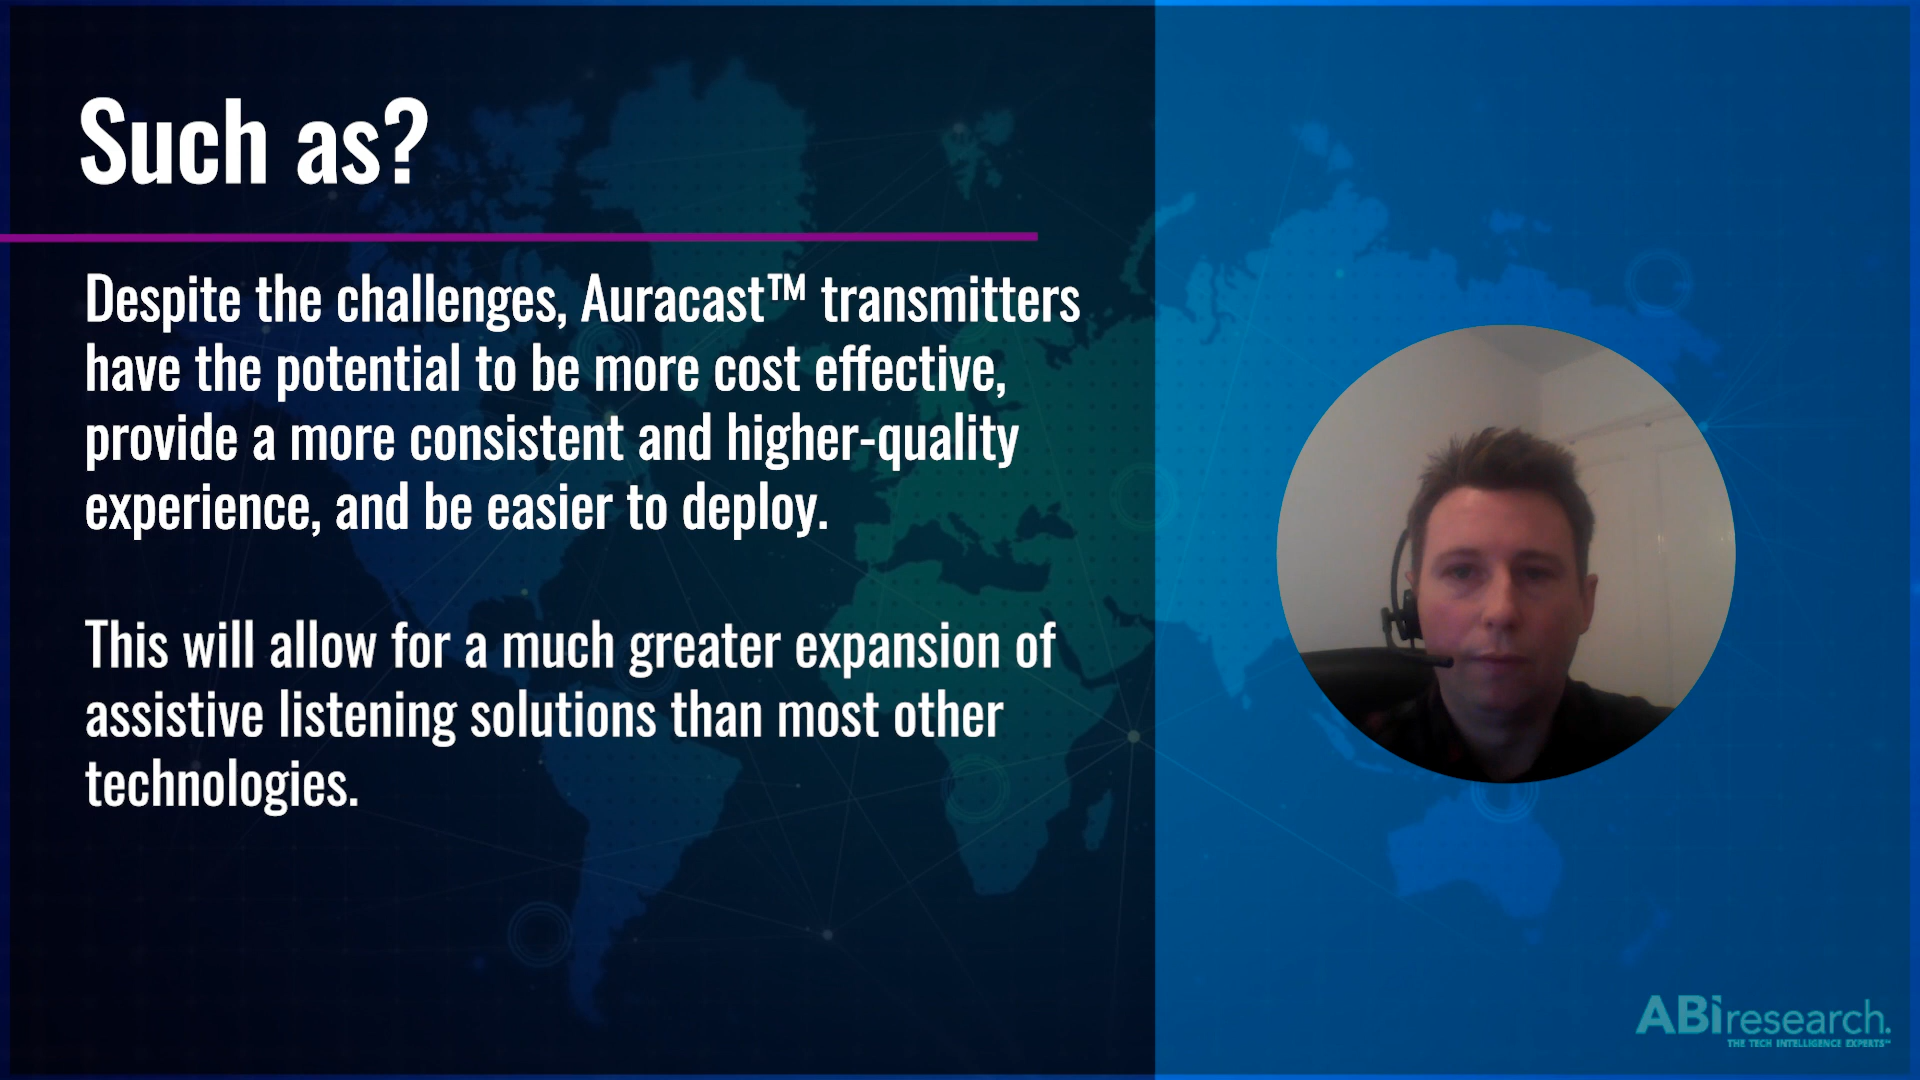 Such as?
Despite the challenges, Auracast™ transmitters
have the potential to be more cost effective,
provide a more consistent and higher-quality
experience, and be easier to deploy.
This will allow for a much greater expansion of
assistive listening solutions than most other
technologies.
ABIresearch.
THE TECH INTELLIGENCE EXPERTS℠